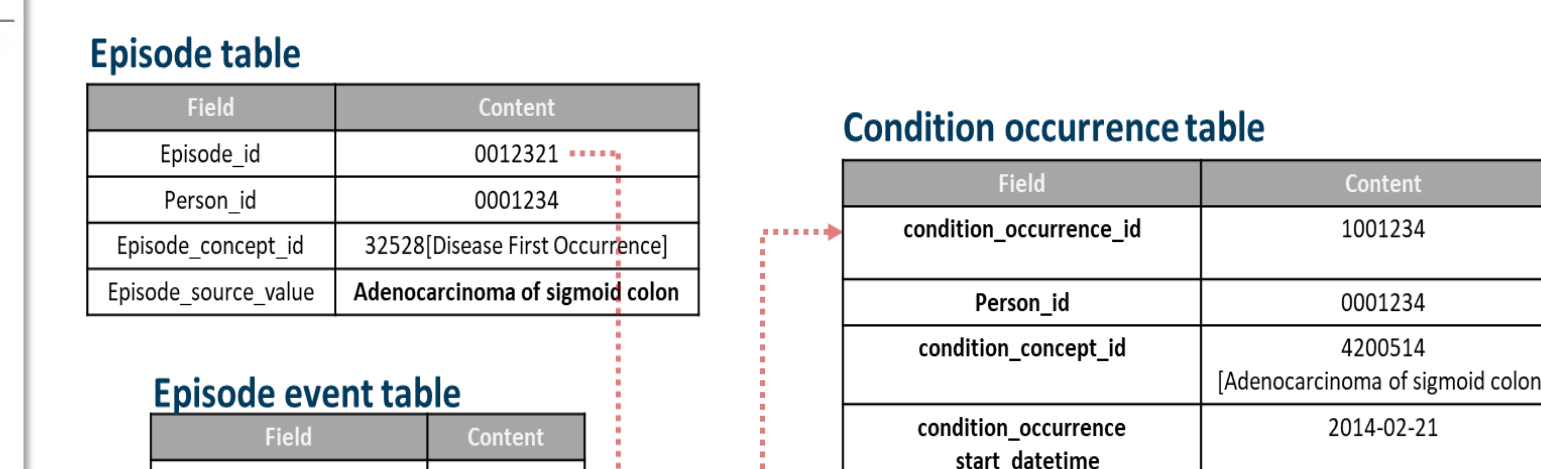 Episode table
Field Content
Episode_id 0012321
Person_id 0001234
Episode_concept_id 32528[Disease First Occurrence]
Episode_source_value Adenocarcinoma of sigmoid colon
Episode event table
Field Content
Condition occurrence table
Field Content
condition_occurrence_id 1001234
Person_id 0001234
condition_concept_id 4200514
[Adenocarcinoma of sigmoid colon
condition_occurrence 2014-02-21
start_datetime